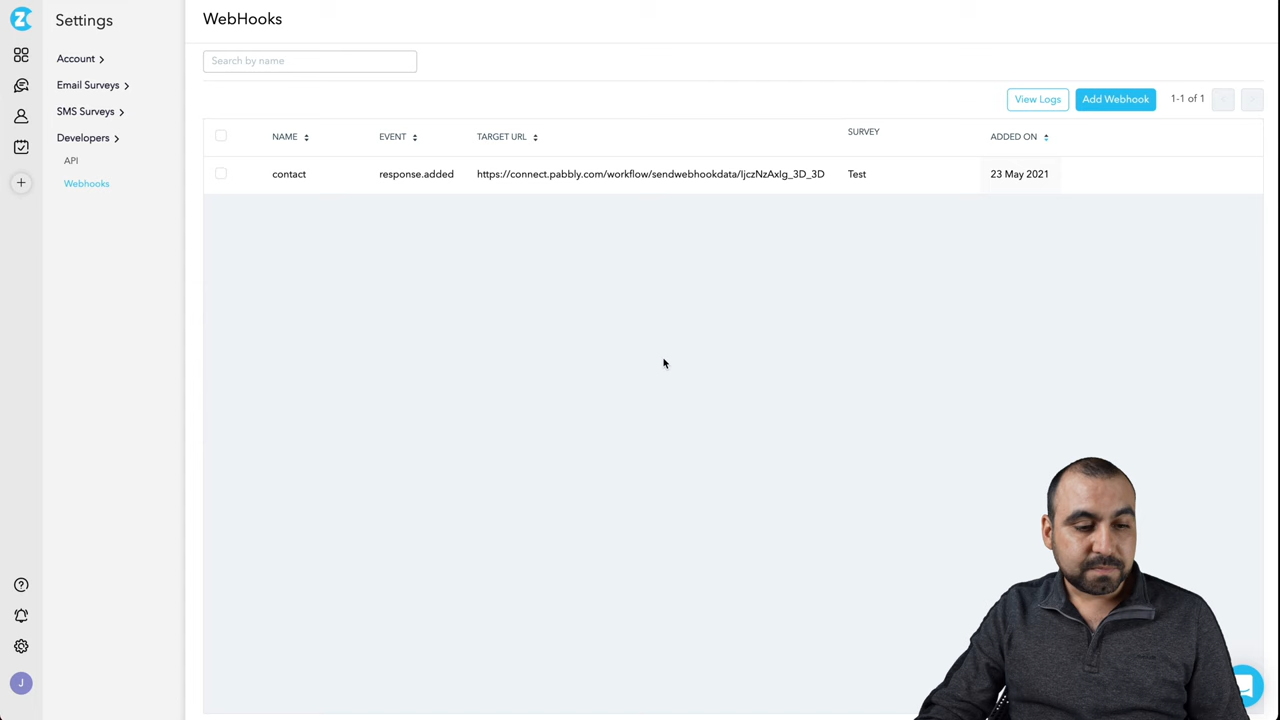 Settings
Account
Email Surveys
SMS Surveys
Developers
API
Webhooks
J
WebHooks
Search by name
View Logs
Add Webhook
1-1 of 1
NAME EVENT TARGET URL SURVEY ADDED ON
contact response.added https://connect.pabbly.com/workflow/sendwebhookdata/IjczNzAxIg_3D_3D Test 23 May 2021